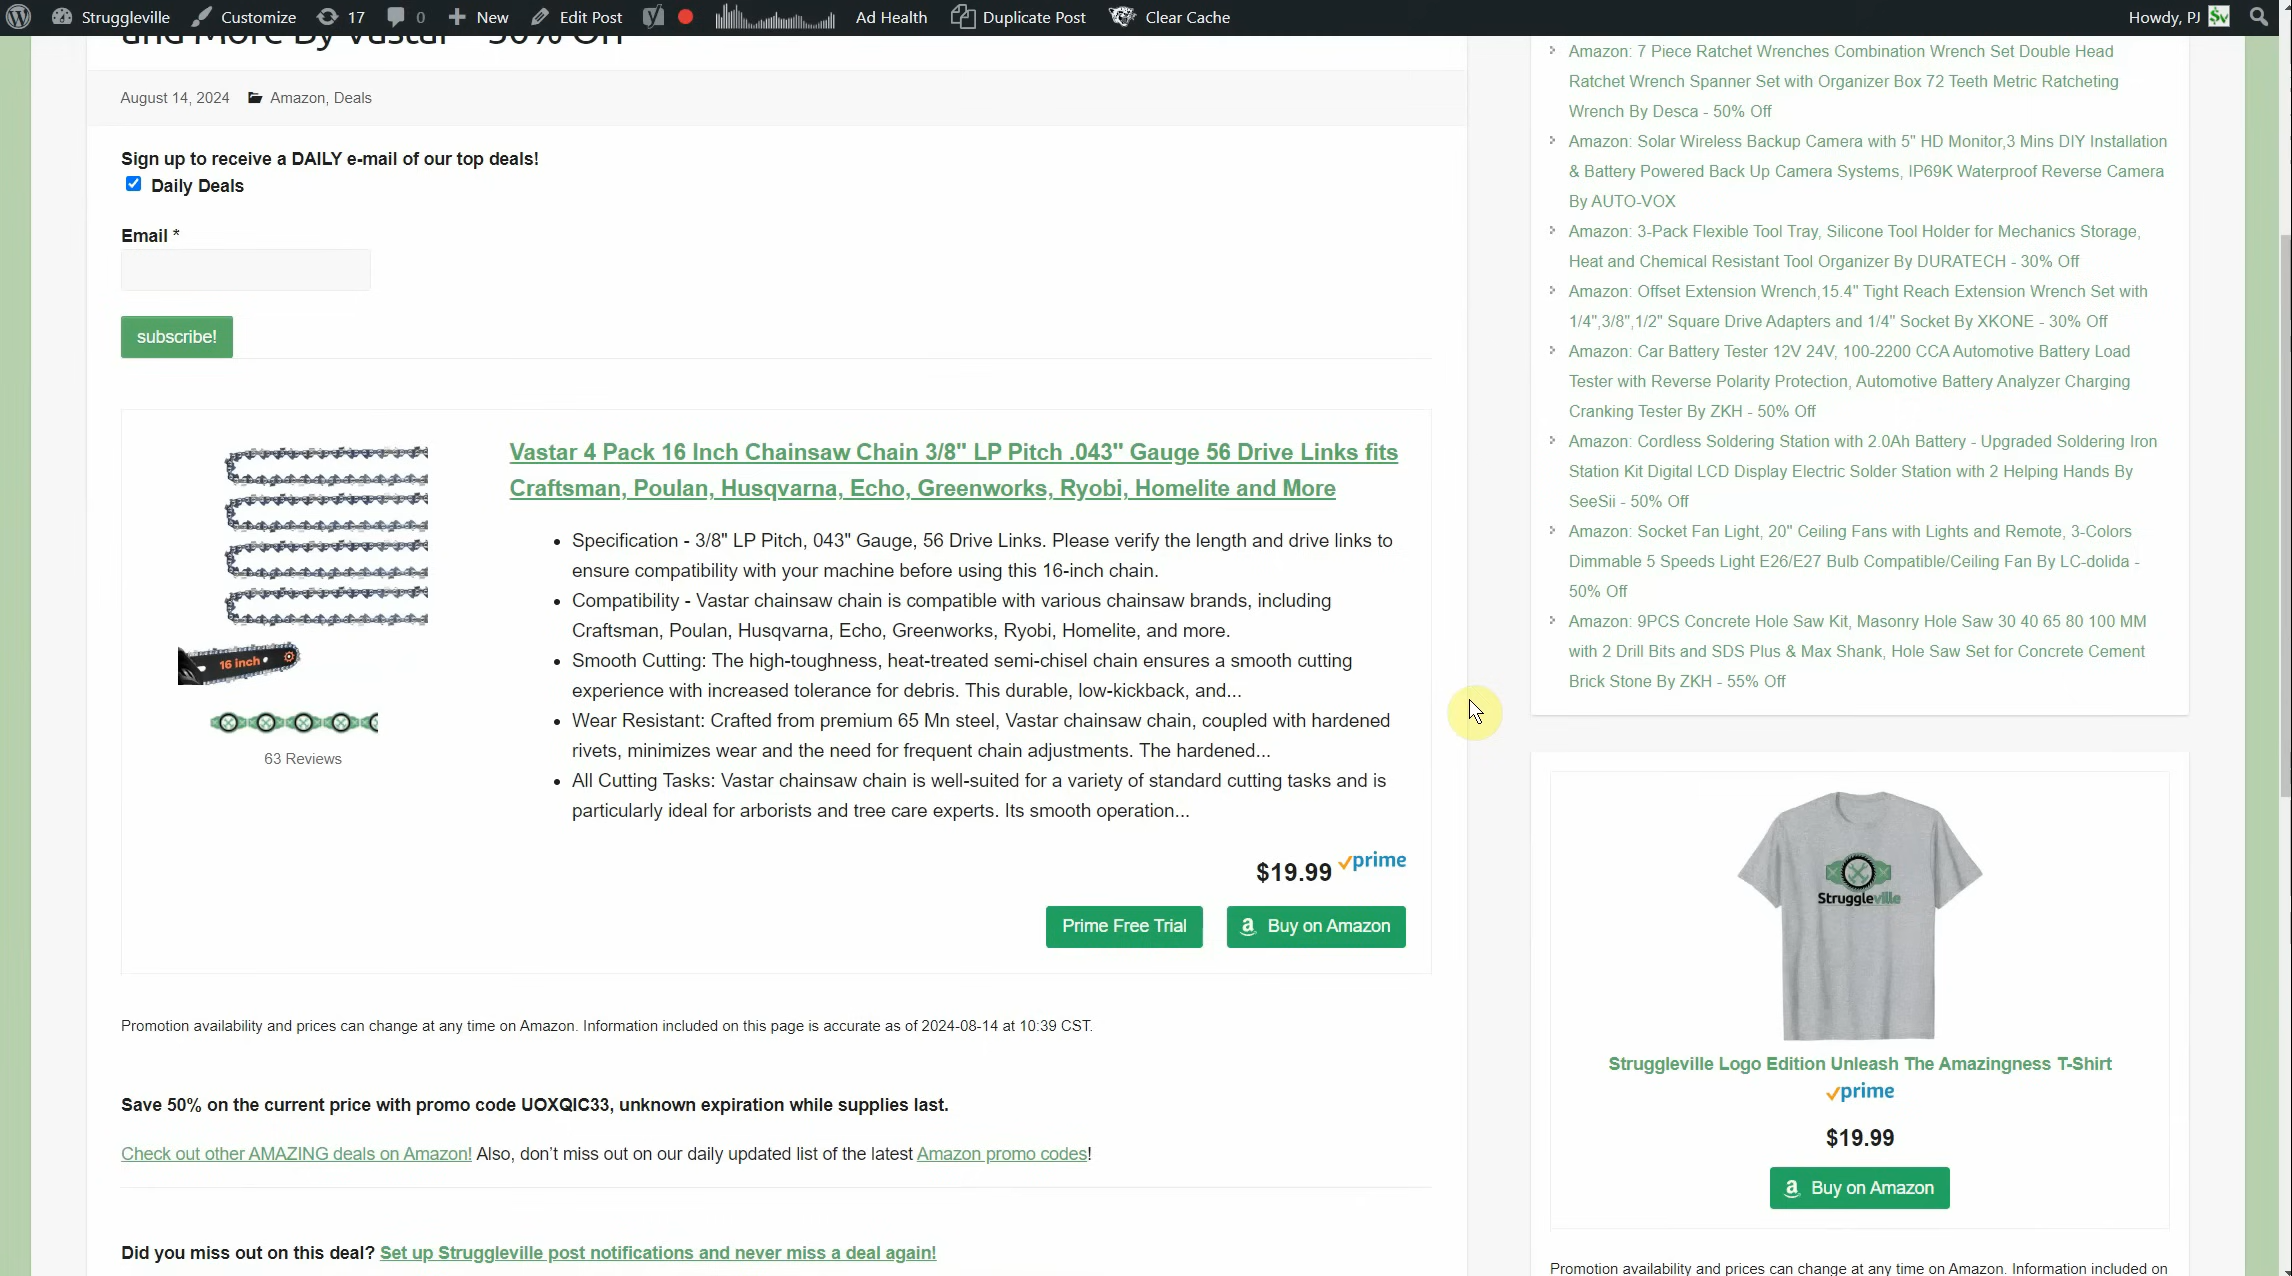 Struggleville Customize 17 0 New Edit Post Ad Health Duplicate Post Clear Cache Howdy, PJ
and More By Vastar – 50% Off
August 14, 2024 Amazon, Deals
Sign up to receive a DAILY e-mail of our top deals!
Daily Deals
Email *
subscribe!
16 inch
63 Reviews
Vastar 4 Pack 16 Inch Chainsaw Chain 3/8" LP Pitch .043" Gauge 56 Drive Links fits
Craftsman, Poulan, Husqvarna, Echo, Greenworks, Ryobi, Homelite and More
• Specification - 3/8" LP Pitch, 043" Gauge, 56 Drive Links. Please verify the length and drive links to
ensure compatibility with your machine before using this 16-inch chain.
• Compatibility - Vastar chainsaw chain is compatible with various chainsaw brands, including
Craftsman, Poulan, Husqvarna, Echo, Greenworks, Ryobi, Homelite, and more.
• Smooth Cutting: The high-toughness, heat-treated semi-chisel chain ensures a smooth cutting
experience with increased tolerance for debris. This durable, low-kickback, and...
• Wear Resistant: Crafted from premium 65 Mn steel, Vastar chainsaw chain, coupled with hardened
rivets, minimizes wear and the need for frequent chain adjustments. The hardened...
• All Cutting Tasks: Vastar chainsaw chain is well-suited for a variety of standard cutting tasks and is
particularly ideal for arborists and tree care experts. Its smooth operation...
$19.99 prime
Prime Free Trial
Buy on Amazon
Promotion availability and prices can change at any time on Amazon. Information included on this page is accurate as of 2024-08-14 at 10:39 CST.
Save 50% on the current price with promo code UOXQIC33, unknown expiration while supplies last.
Check out other AMAZING deals on Amazon! Also, don’t miss out on our daily updated list of the latest Amazon promo codes!
Did you miss out on this deal? Set up Struggleville post notifications and never miss a deal again!
Amazon: 7 Piece Ratchet Wrenches Combination Wrench Set Double Head
Ratchet Wrench Spanner Set with Organizer Box 72 Teeth Metric Ratcheting
Wrench By Desca - 50% Off
Amazon: Solar Wireless Backup Camera with 5" HD Monitor,3 Mins DIY Installation
& Battery Powered Back Up Camera Systems, IP69K Waterproof Reverse Camera
By AUTO-VOX
Amazon: 3-Pack Flexible Tool Tray, Silicone Tool Holder for Mechanics Storage,
Heat and Chemical Resistant Tool Organizer By DURATECH - 30% Off
Amazon: Offset Extension Wrench,15.4" Tight Reach Extension Wrench Set with
1/4",3/8",1/2" Square Drive Adapters and 1/4" Socket By XKONE - 30% Off
Amazon: Car Battery Tester 12V 24V, 100-2200 CCA Automotive Battery Load
Tester with Reverse Polarity Protection, Automotive Battery Analyzer Charging
Cranking Tester By ZKH - 50% Off
Amazon: Cordless Soldering Station with 2.0Ah Battery - Upgraded Soldering Iron
Station Kit Digital LCD Display Electric Solder Station with 2 Helping Hands By
SeeSii - 50% Off
Amazon: Socket Fan Light, 20" Ceiling Fans with Lights and Remote, 3-Colors
Dimmable 5 Speeds Light E26/E27 Bulb Compatible/Ceiling Fan By LC-dolida -
50% Off
Amazon: 9PCS Concrete Hole Saw Kit, Masonry Hole Saw 30 40 65 80 100 MM
with 2 Drill Bits and SDS Plus & Max Shank, Hole Saw Set for Concrete Cement
Brick Stone By ZKH - 55% Off
Struggleville
Struggleville Logo Edition Unleash The Amazingness T-Shirt
prime
$19.99
Buy on Amazon
Promotion availability and prices can change at any time on Amazon. Information included on